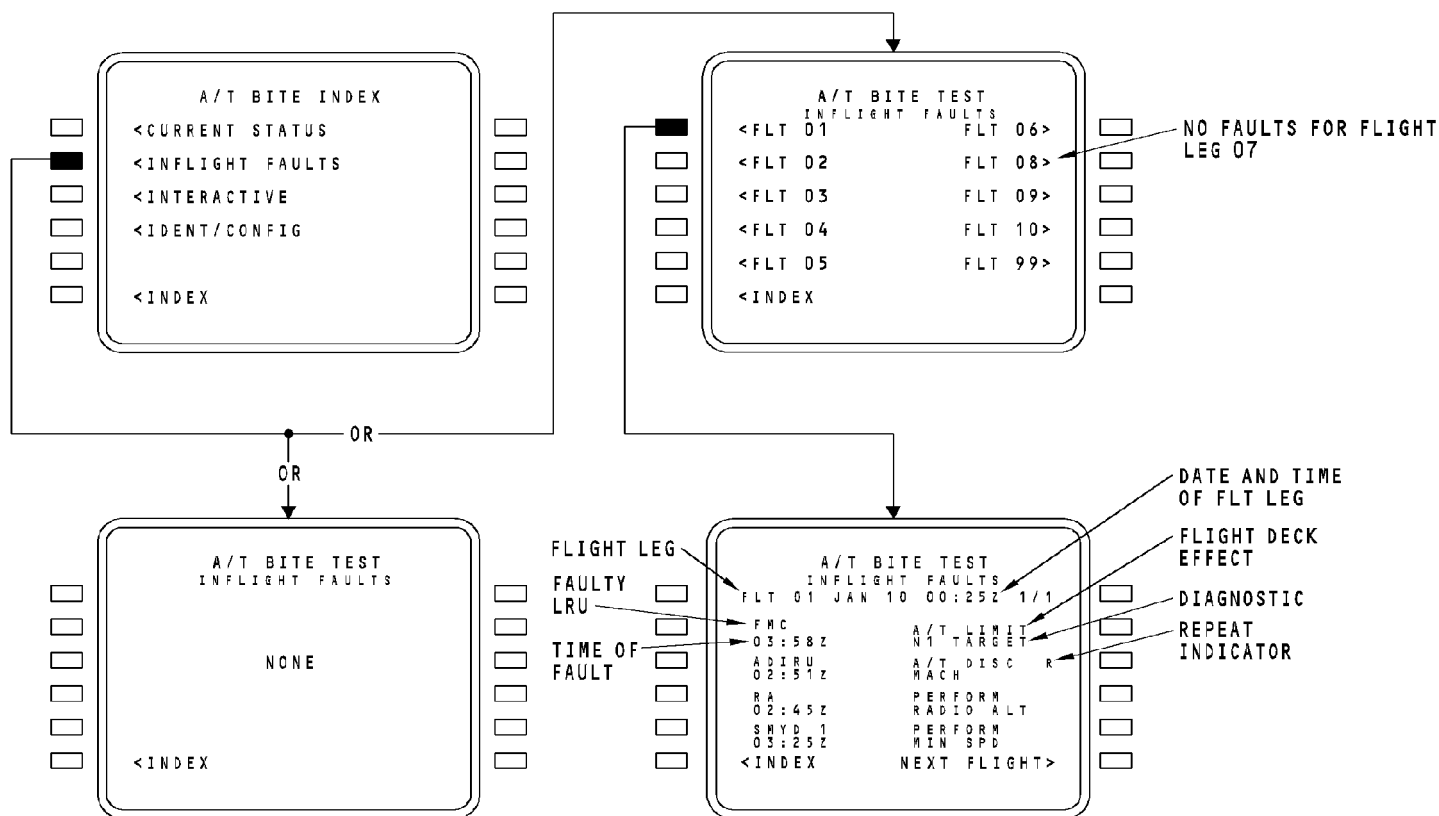 A/T BITE INDEX
<CURRENT STATUS
<INFLIGHT FAULTS
<INTERACTIVE
<IDENT/CONFIG
<INDEX
A/T BITE TEST
INFLIGHT FAULTS
<FLT 01 FLT 06>
<FLT 02 FLT 08>
<FLT 03 FLT 09>
<FLT 04 FLT 10>
<FLT 05 FLT 99>
<INDEX
NO FAULTS FOR FLIGHT
LEG 07
OR
OR
A/T BITE TEST
INFLIGHT FAULTS
NONE
<INDEX
FLIGHT LEG
FAULTY
LRU
TIME OF
FAULT
A/T BITE TEST
INFLIGHT FAULTS
FLT 01 JAN 10 00:25Z 1/1
FMC A/T LIMIT
03:58Z N1 TARGET
ADIRU A/T DISC R
02:51Z MACH
RA PERFORM
02:45Z RADIO ALT
SMYD 1 PERFORM
03:25Z MIN SPD
<INDEX NEXT FLIGHT>
DATE AND TIME
OF FLT LEG
FLIGHT DECK
EFFECT
DIAGNOSTIC
REPEAT
INDICATOR